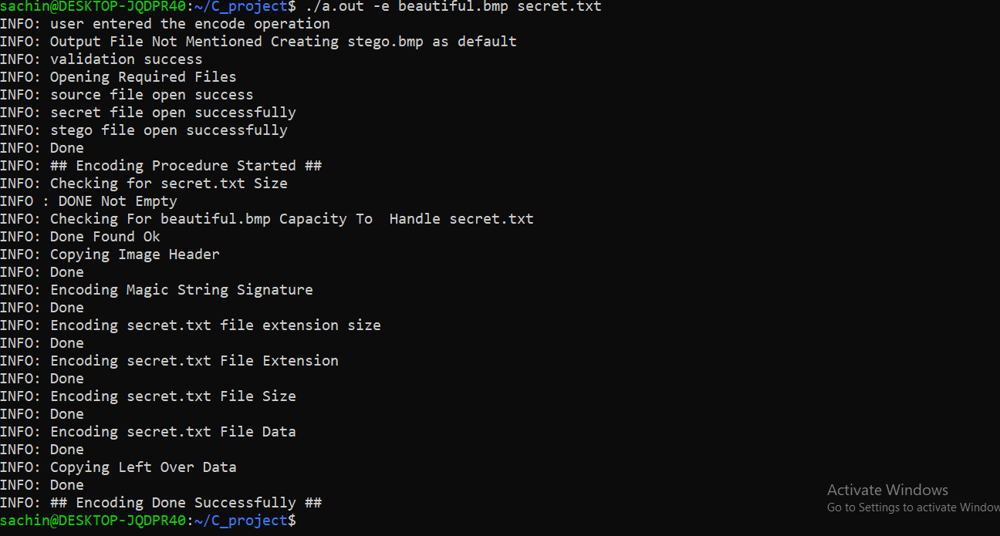 sachin@DESKTOP-JQDPR40:~/C_project$ ./a.out -e beautiful.bmp secret.txt
INFO: user entered the encode operation
INFO: Output File Not Mentioned Creating stego.bmp as default
INFO: validation success
INFO: Opening Required Files
INFO: source file open success
INFO: secret file open successfully
INFO: stego file open successfully
INFO: Done
INFO: ## Encoding Procedure Started ##
INFO: Checking for secret.txt Size
INFO : DONE Not Empty
INFO: Checking For beautiful.bmp Capacity To  Handle secret.txt
INFO: Done Found Ok
INFO: Copying Image Header
INFO: Done
INFO: Encoding Magic String Signature
INFO: Done
INFO: Encoding secret.txt file extension size
INFO: Done
INFO: Encoding secret.txt File Extension
INFO: Done
INFO: Encoding secret.txt File Size
INFO: Done
INFO: Encoding secret.txt File Data
INFO: Done
INFO: Copying Left Over Data
INFO: Done
INFO: ## Encoding Done Successfully ##
sachin@DESKTOP-JQDPR40:~/C_project$
Activate Windows
Go to Settings to activate Window